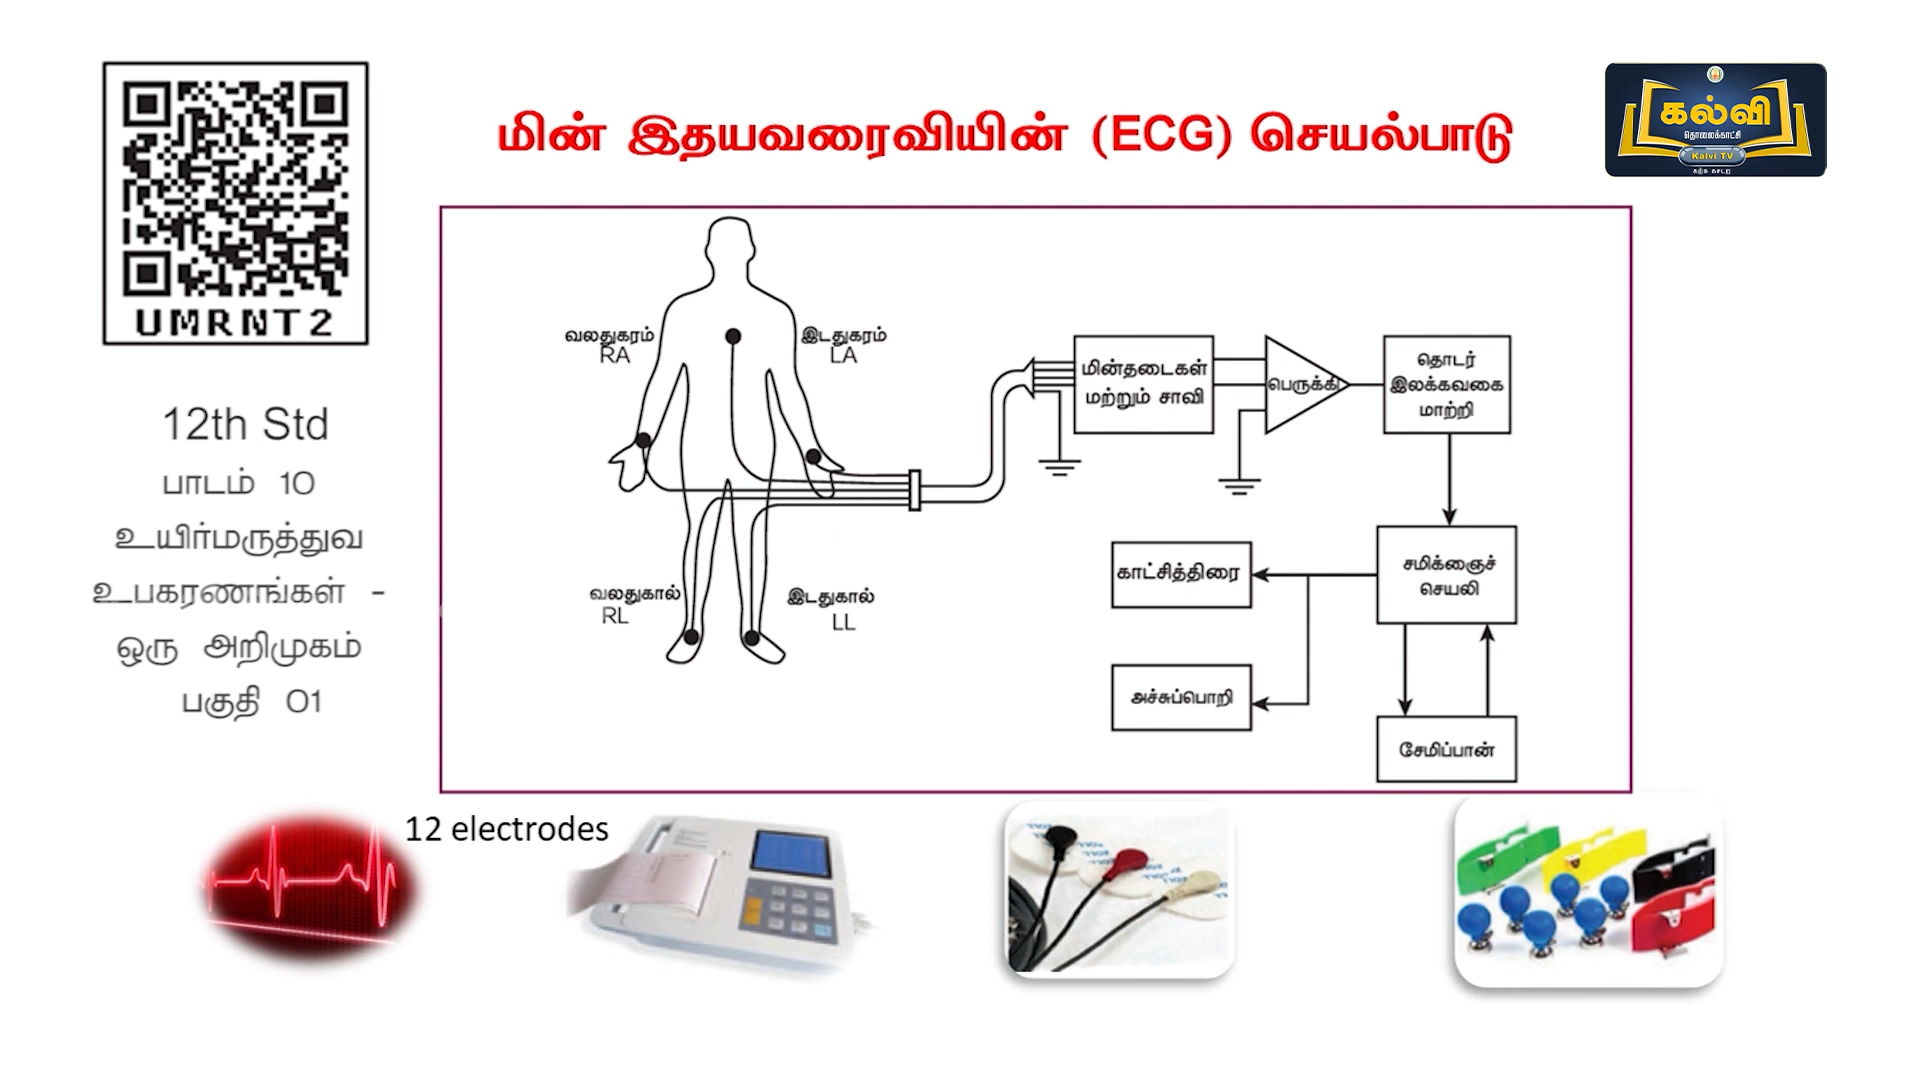 UMRNT2
மின் இதயவரைவியின் (ECG) செயல்பாடு
கல்வி
தொலைக்காட்சி
Kalvi TV
கற்க கசடற
12th Std
பாடம் 10
உயிர்மருத்துவ
உபகரணங்கள் -
ஒரு அறிமுகம்
பகுதி 01
வலதுகரம்
RA
இடதுகரம்
LA
மின்தடைகள்
மற்றும் சாவி
பெருக்கி
தொடர்
இலக்கவகை
மாற்றி
சமிக்ஞைச்
செயலி
காட்சித்திரை
வலதுகால்
RL
இடதுகால்
LL
அச்சுப்பொறி
சேமிப்பான்
12 electrodes